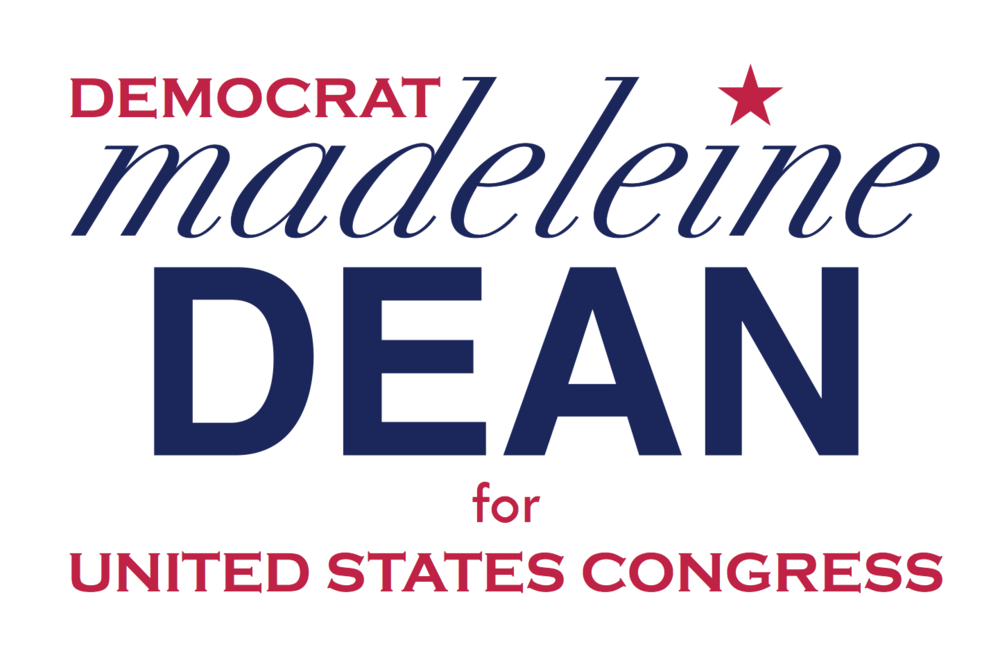 DEMOCRAT
madeleine
DEAN
for
UNITED STATES CONGRESS